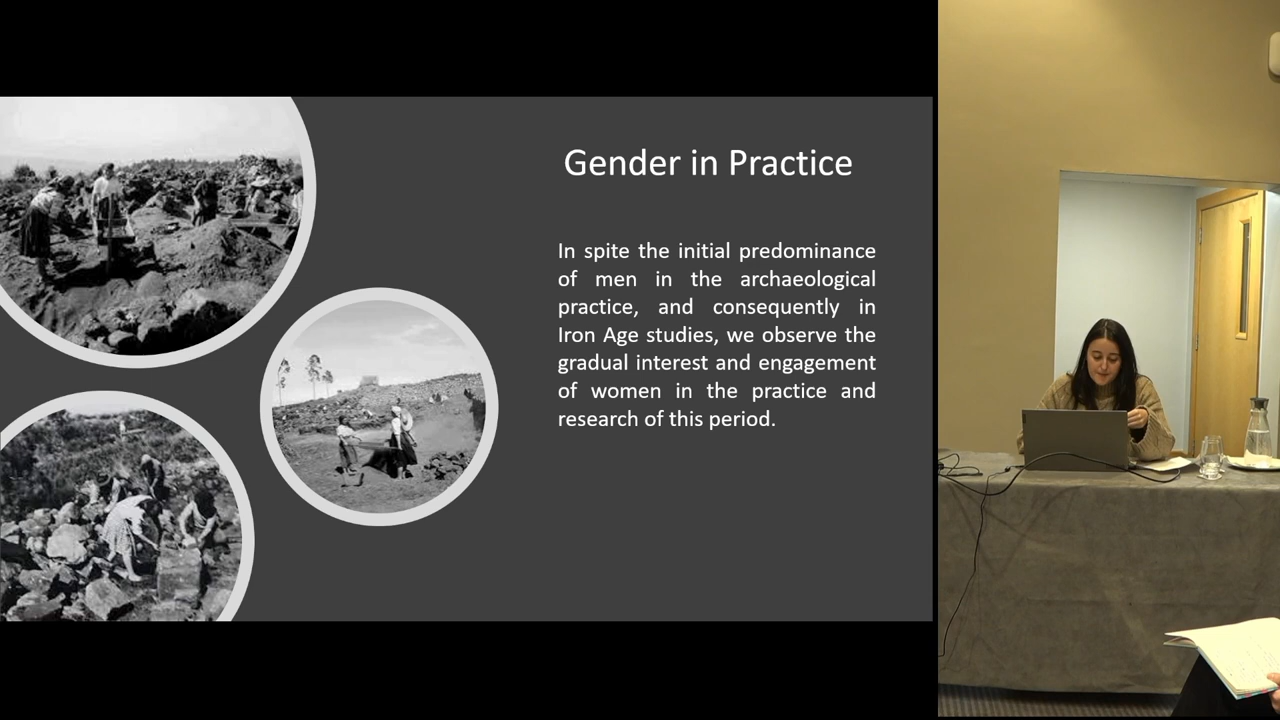 Gender in Practice
In spite the initial predominance
of men in the archaeological
practice, and consequently in
Iron Age studies, we observe the
gradual interest and engagement
of women in the practice and
research of this period.